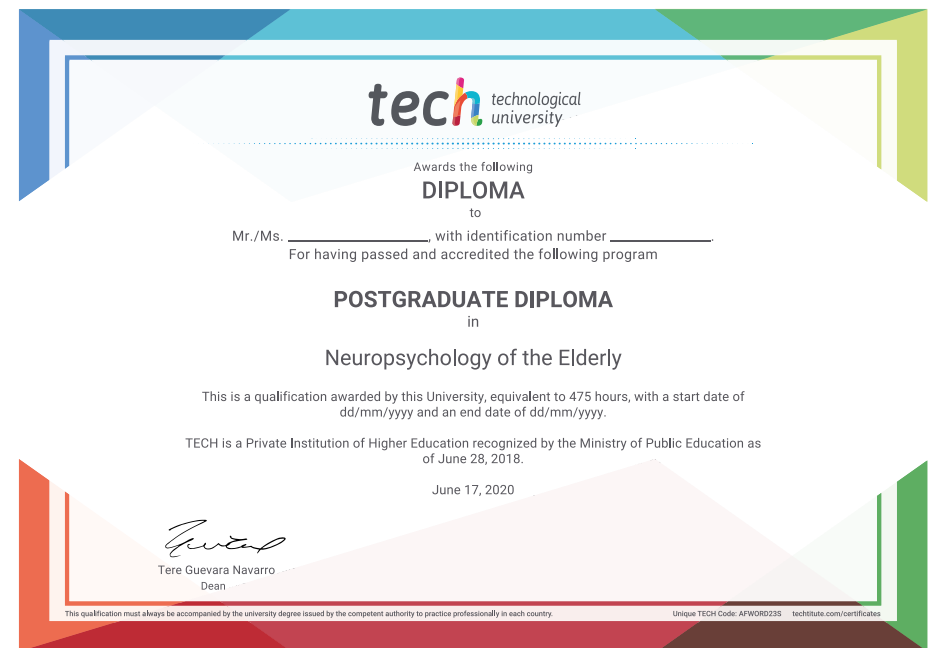 tech technological
university
Awards the following
DIPLOMA
to
Mr./Ms. ____________, with identification number ____________.
For having passed and accredited the following program
POSTGRADUATE DIPLOMA
in
Neuropsychology of the Elderly
This is a qualification awarded by this University, equivalent to 475 hours, with a start date of
dd/mm/yyyy and an end date of dd/mm/yyyy.
TECH is a Private Institution of Higher Education recognized by the Ministry of Public Education as
of June 28, 2018.
June 17, 2020
Tere Guevara Navarro
Dean
This qualification must always be accompanied by the university degree issued by the competent authority to practice professionally in each country. Unique TECH Code: AFWORD23S techtitute.com/certificates